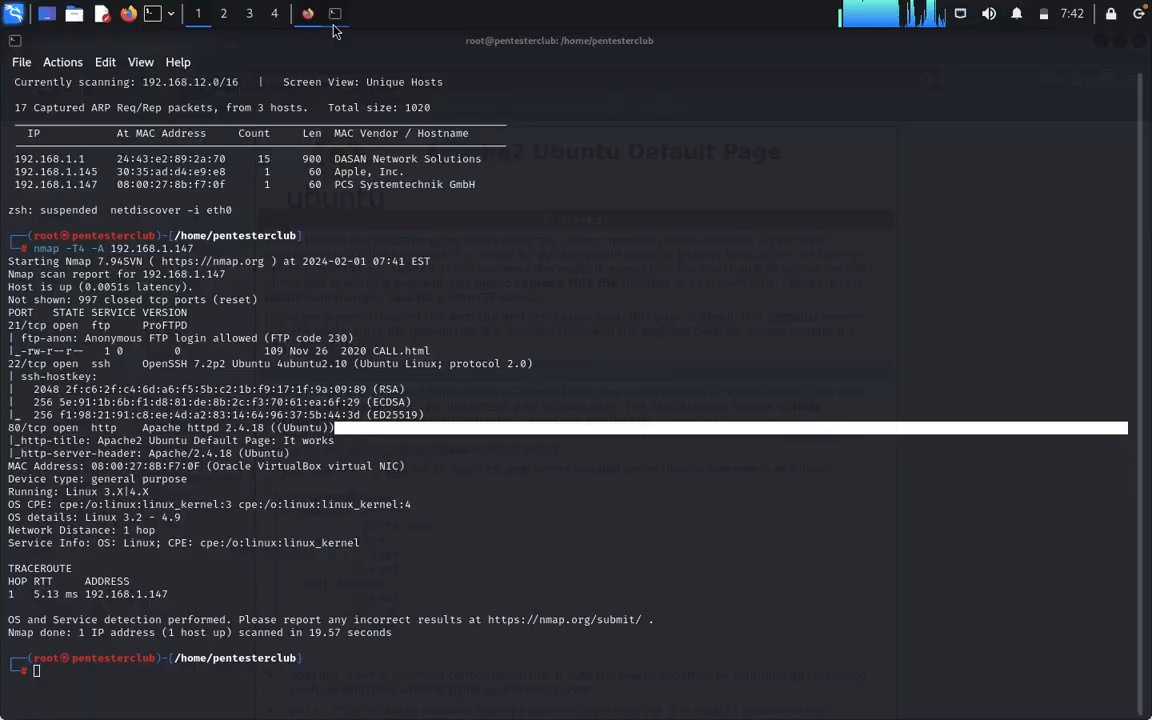 1 2 3 4 7:42
root@pentesterclub: /home/pentesterclub
File Actions Edit View Help
Currently scanning: 192.168.12.0/16 | Screen View: Unique Hosts
17 Captured ARP Req/Rep packets, from 3 hosts. Total size: 1020
IP At MAC Address Count Len MAC Vendor / Hostname
192.168.1.1 24:43:e2:89:2a:70 15 900 DASAN Network Solutions
192.168.1.145 30:35:ad:d4:e9:e8 1 60 Apple, Inc.
192.168.1.147 08:00:27:8b:f7:0f 1 60 PCS Systemtechnik GmbH
zsh: suspended netdiscover -i eth0
┌──(root㉿pentesterclub)-[/home/pentesterclub]
└─# nmap -T4 -A 192.168.1.147
Starting Nmap 7.94SVN ( https://nmap.org ) at 2024-02-01 07:41 EST
Nmap scan report for 192.168.1.147
Host is up (0.0051s latency).
Not shown: 997 closed tcp ports (reset)
PORT STATE SERVICE VERSION
21/tcp open ftp ProFTPD
| ftp-anon: Anonymous FTP login allowed (FTP code 230)
|_-rw-r--r-- 1 0 0 109 Nov 26 2020 CALL.html
22/tcp open ssh OpenSSH 7.2p2 Ubuntu 4ubuntu2.10 (Ubuntu Linux; protocol 2.0)
| ssh-hostkey:
| 2048 2f:c6:2f:c4:6d:a6:f5:5b:c2:1b:f9:17:1f:9a:09:89 (RSA)
| 256 5e:91:1b:6b:f1:d8:81:de:8b:2c:f3:70:61:ea:6f:29 (ECDSA)
|_ 256 f1:98:21:91:c8:ee:4d:a2:83:14:64:96:37:5b:44:3d (ED25519)
80/tcp open http Apache httpd 2.4.18 ((Ubuntu))
|_http-title: Apache2 Ubuntu Default Page: It works
|_http-server-header: Apache/2.4.18 (Ubuntu)
MAC Address: 08:00:27:8B:F7:0F (Oracle VirtualBox virtual NIC)
Device type: general purpose
Running: Linux 3.X|4.X
OS CPE: cpe:/o:linux:linux_kernel:3 cpe:/o:linux:linux_kernel:4
OS details: Linux 3.2 - 4.9
Network Distance: 1 hop
Service Info: OS: Linux; CPE: cpe:/o:linux:linux_kernel
TRACEROUTE
HOP RTT ADDRESS
1 5.13 ms 192.168.1.147
OS and Service detection performed. Please report any incorrect results at https://nmap.org/submit/ .
Nmap done: 1 IP address (1 host up) scanned in 19.57 seconds
┌──(root㉿pentesterclub)-[/home/pentesterclub]
└─#
Ubuntu Default Page
ubuntu